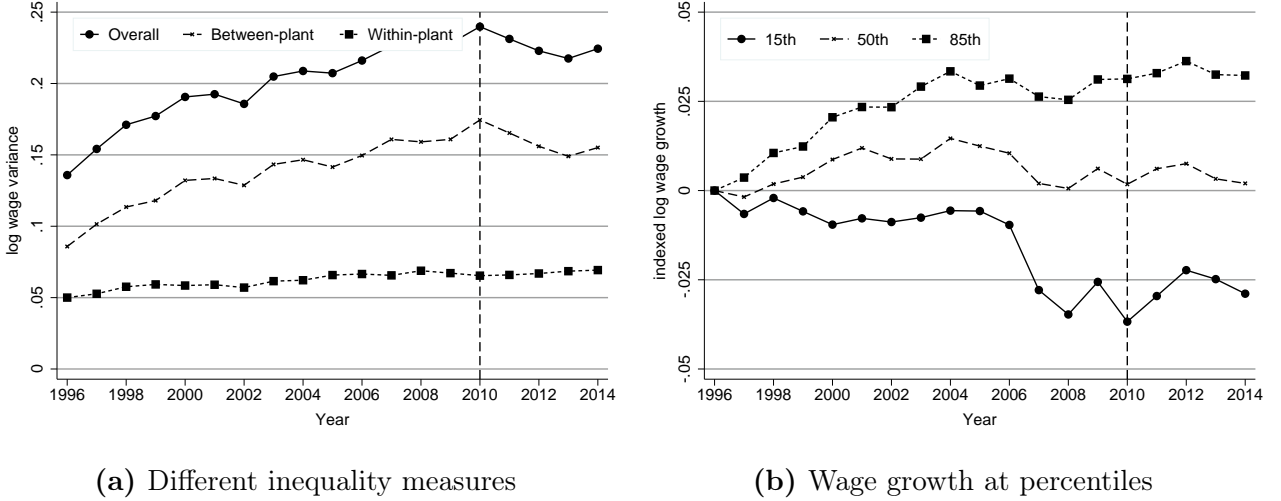 Overall Between-plant Within-plant
log wage variance
.25
.2
.15
.1
.05
0
1996 1998 2000 2002 2004 2006 2008 2010 2012 2014
Year
(a) Different inequality measures
15th 50th 85th
indexed log wage growth
.05
.025
0
-.025
-.05
1996 1998 2000 2002 2004 2006 2008 2010 2012 2014
Year
(b) Wage growth at percentiles